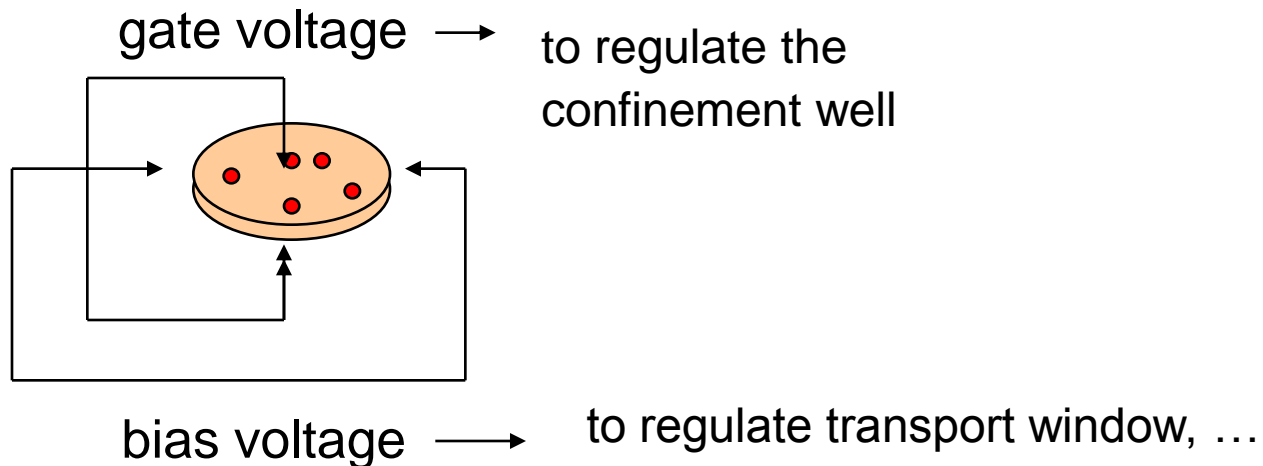 gate voltage
to regulate the
confinement well
bias voltage
to regulate transport window, …